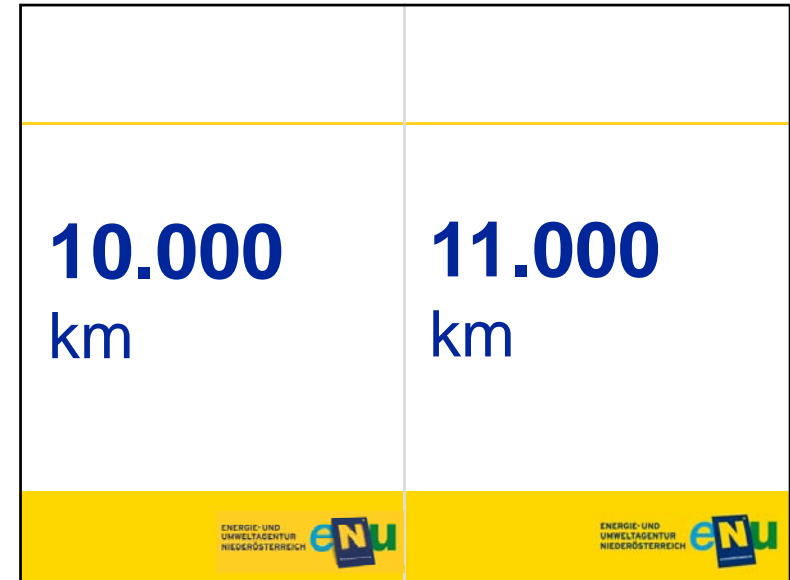 10.000
km
ENERGIE- UND
UMWELTAGENTUR
NIEDERÖSTERREICH
eNu
11.000
km
ENERGIE- UND
UMWELTAGENTUR
NIEDERÖSTERREICH
eNu